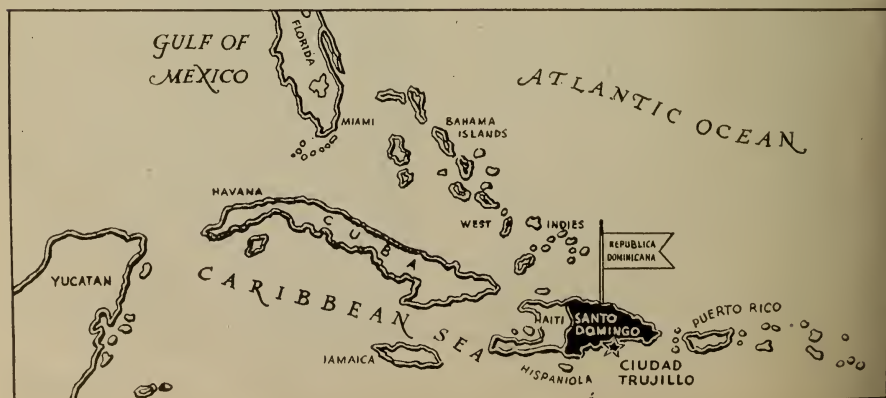 GULF OF
MEXICO
FLORIDA
ATLANTIC OCEAN
MIAMI
BAHAMA
ISLANDS
HAVANA
CUBA
WEST INDIES
REPUBLICA
DOMINICANA
YUCATAN
CARIBBEAN SEA
HAITI
SANTO
DOMINGO
PUERTO RICO
JAMAICA
HISPANIOLA
CIUDAD
TRUJILLO